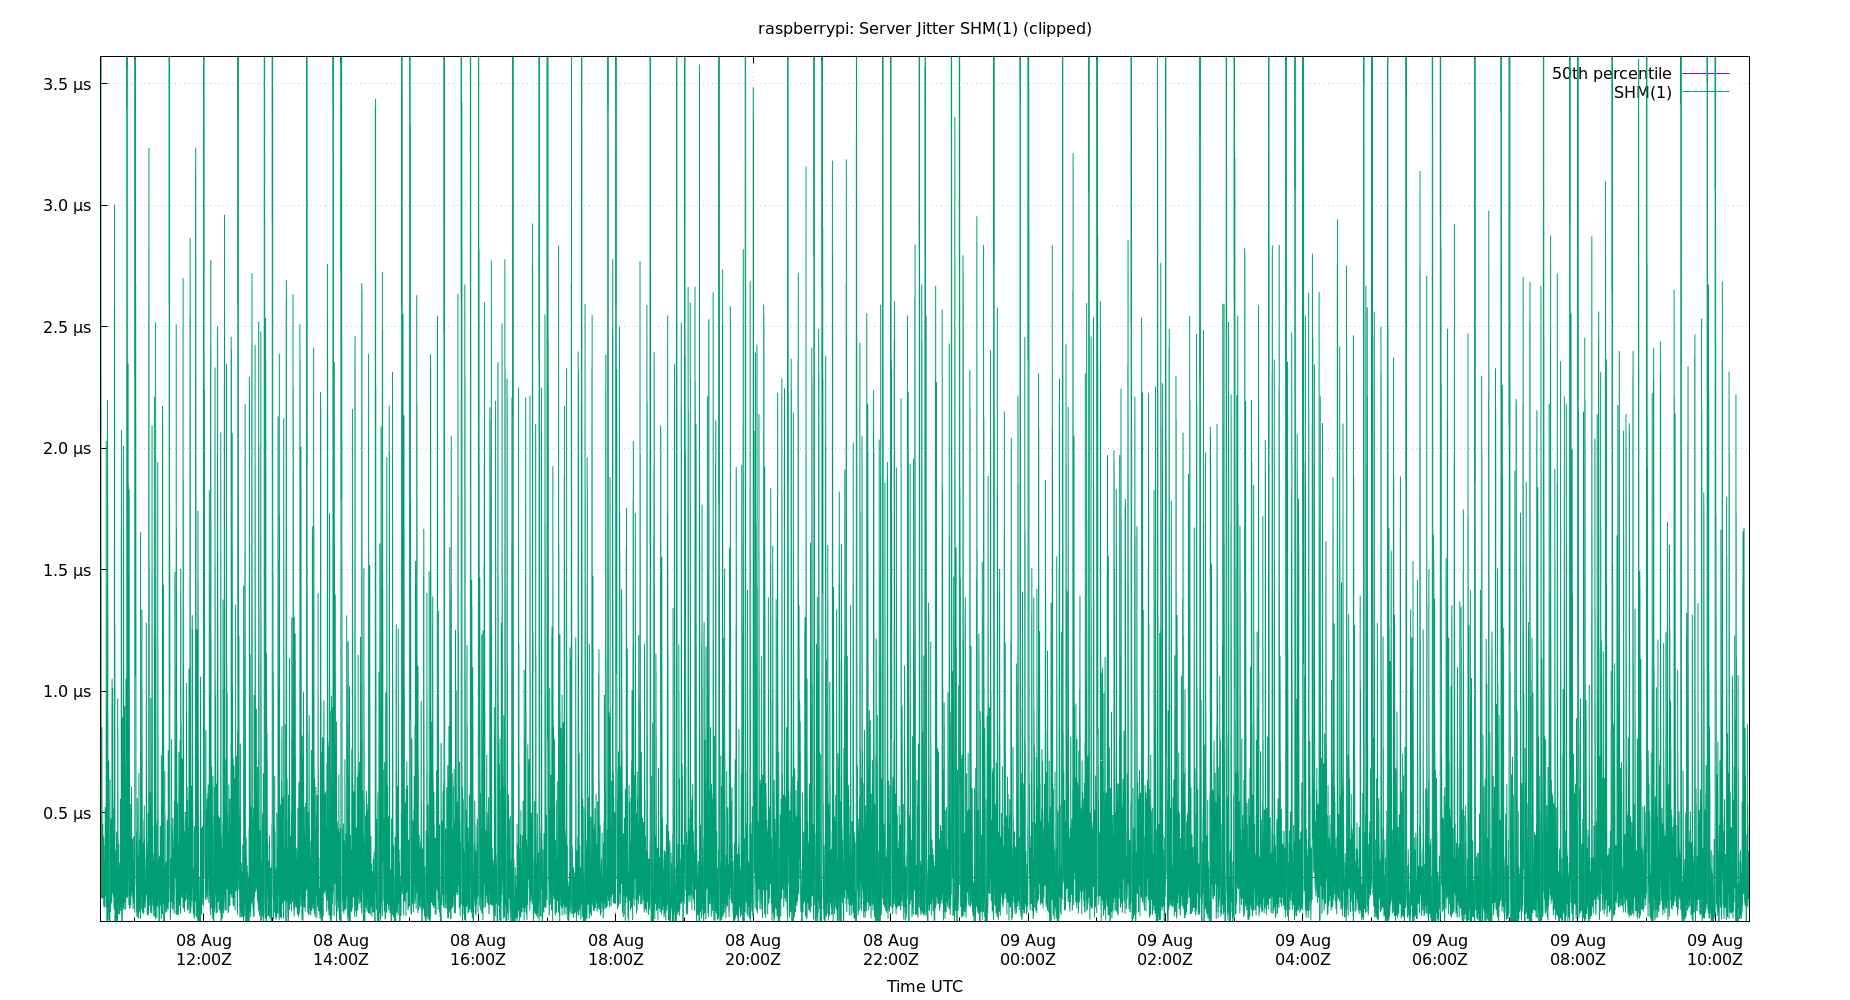 raspberrypi: Server Jitter SHM(1) (clipped)
50th percentile
SHM(1)
3.5 µs
3.0 µs
2.5 µs
2.0 µs
1.5 µs
1.0 µs
0.5 µs
08 Aug 08 Aug 08 Aug 08 Aug 08 Aug 08 Aug 09 Aug 09 Aug 09 Aug 09 Aug 09 Aug 09 Aug
12:00Z 14:00Z 16:00Z 18:00Z 20:00Z 22:00Z 00:00Z 02:00Z 04:00Z 06:00Z 08:00Z 10:00Z
Time UTC